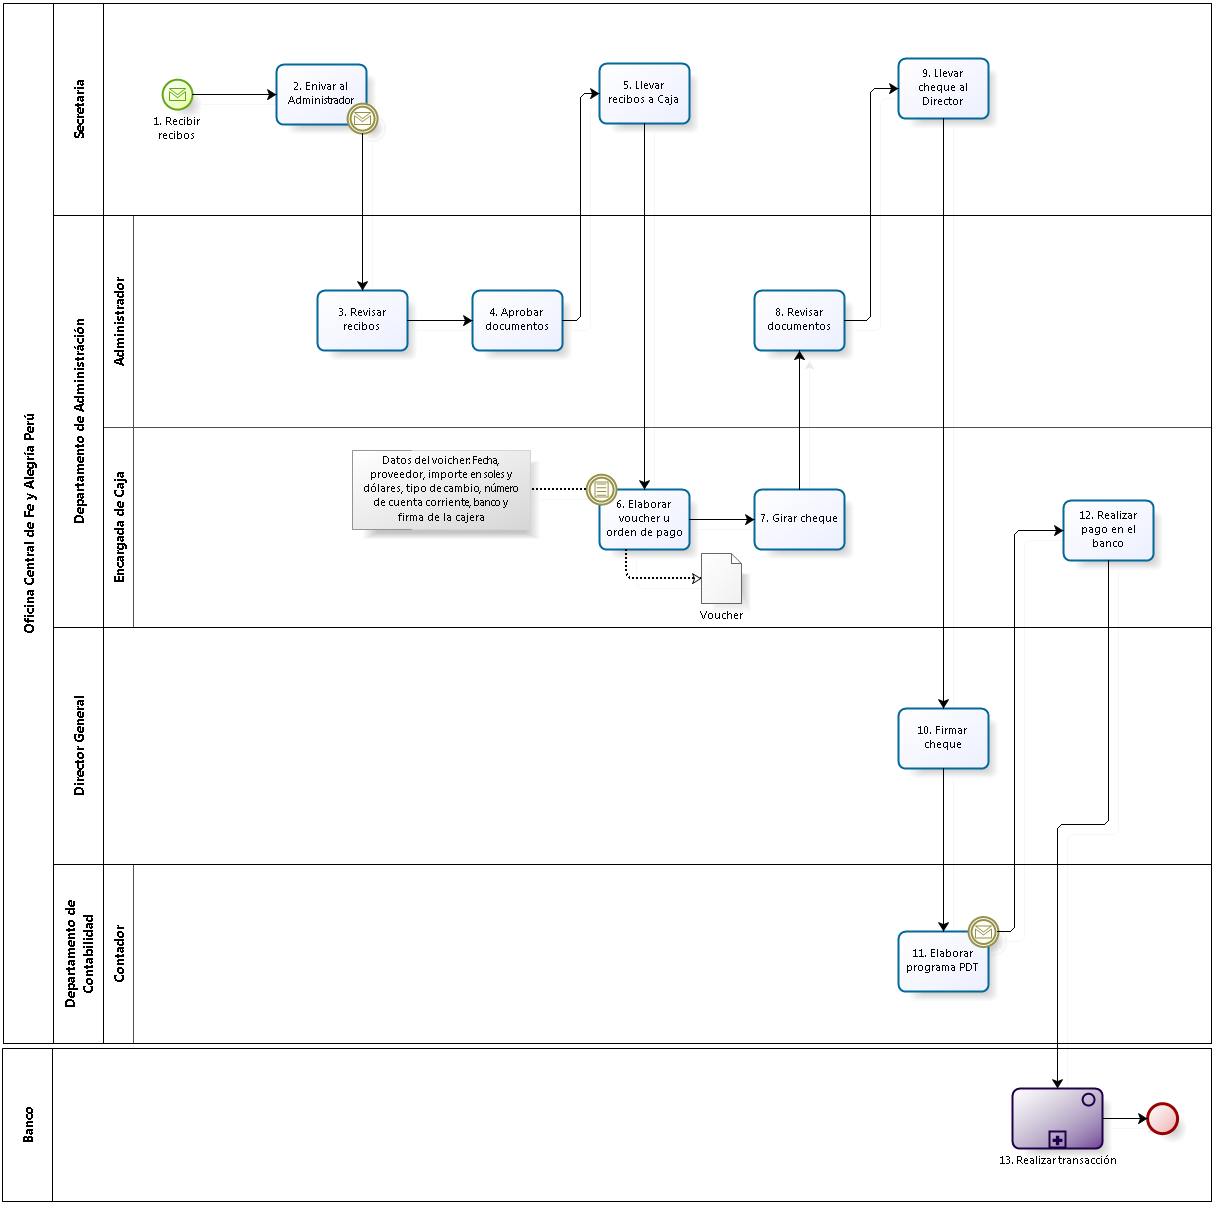 Oficina Central de Fe y Alegría Perú
Secretaria
1. Recibir
recibos
2. Enivar al
Administrador
5. Llevar
recibos a Caja
9. Llevar
cheque al
Director
Departamento de Administráción
Administrador
3. Revisar
recibos
4. Aprobar
documentos
8. Revisar
documentos
Encargada de Caja
Datos del voicher: Fecha,
proveedor, importe en soles y
dólares, tipo de cambio, número
de cuenta corriente, banco y
firma de la cajera
6. Elaborar
voucher u
orden de pago
7. Girar cheque
Voucher
12. Realizar
pago en el
banco
Director General
10. Firmar
cheque
Departamento de
Contabilidad
Contador
11. Elaborar
programa PDT
Banco
13. Realizar transacción